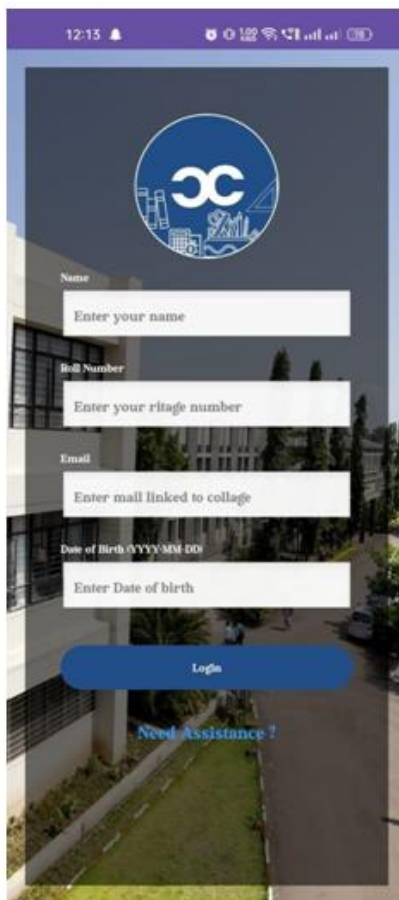 12:13
Name
Enter your name
Roll Number
Enter your ritage number
Email
Enter mail linked to collage
Date of Birth (YYYY-MM-DD)
Enter Date of birth
Login
Need Assistance ?